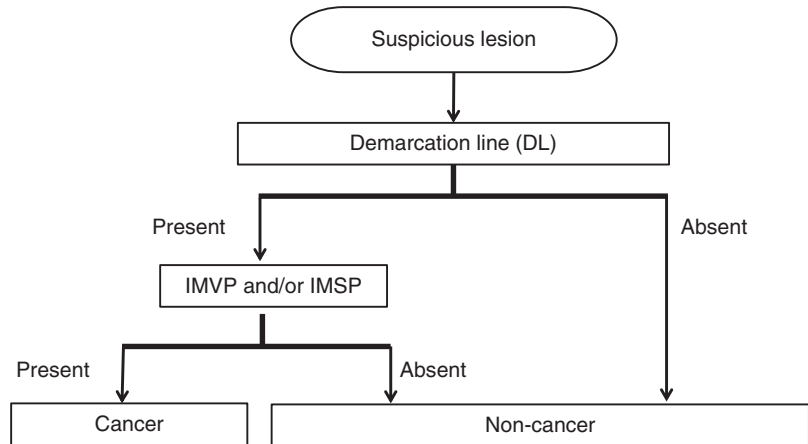 Suspicious lesion
Demarcation line (DL)
Present
Absent
IMVP and/or IMSP
Present
Absent
Cancer
Non-cancer